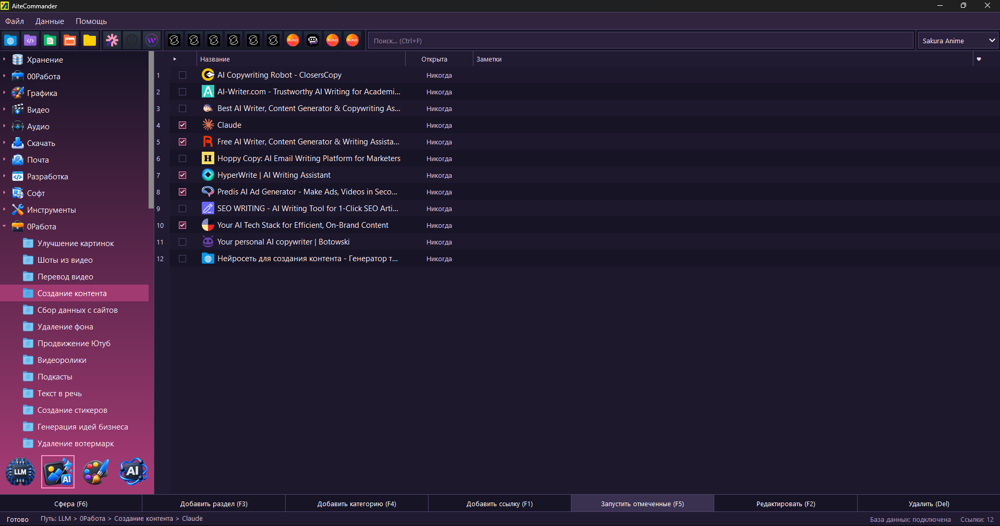 AiteCommander
Файл Данные Помощь
Поиск... (Ctrl+F)
Sakura Anime
Название Открыта Заметки
Хранение
00Работа
Графика
Видео
Аудио
Скачать
Почта
Разработка
Софт
Инструменты
0Работа
Улучшение картинок
Шоты из видео
Перевод видео
Создание контента
Сбор данных с сайтов
Удаление фона
Продвижение Ютуб
Видеоролики
Подкасты
Текст в речь
Создание стикеров
Генерация идей бизнеса
Удаление вотермарк
1 AI Copywriting Robot - ClosersCopy Никогда
2 AI-Writer.com - Trustworthy AI Writing for Academi... Никогда
3 Best AI Writer, Content Generator & Copywriting As... Никогда
4 Claude Никогда
5 Free AI Writer, Content Generator & Writing Assista... Никогда
6 Hoppy Copy: AI Email Writing Platform for Marketers Никогда
7 HyperWrite | AI Writing Assistant Никогда
8 Predis AI Ad Generator - Make Ads, Videos in Seco... Никогда
9 SEO WRITING - AI Writing Tool for 1-Click SEO Arti... Никогда
10 Your AI Tech Stack for Efficient, On-Brand Content Никогда
11 Your personal AI copywriter | Botowski Никогда
12 Нейросеть для создания контента - Генератор т... Никогда
LLM AI AI
Сфера (F6) Добавить раздел (F3) Добавить категорию (F4) Добавить ссылку (F1) Запустить отмеченные (F5) Редактировать (F2) Удалить (Del)
Готово Путь: LLM > 0Работа > Создание контента > Claude База данных: подключена Ссылки: 12